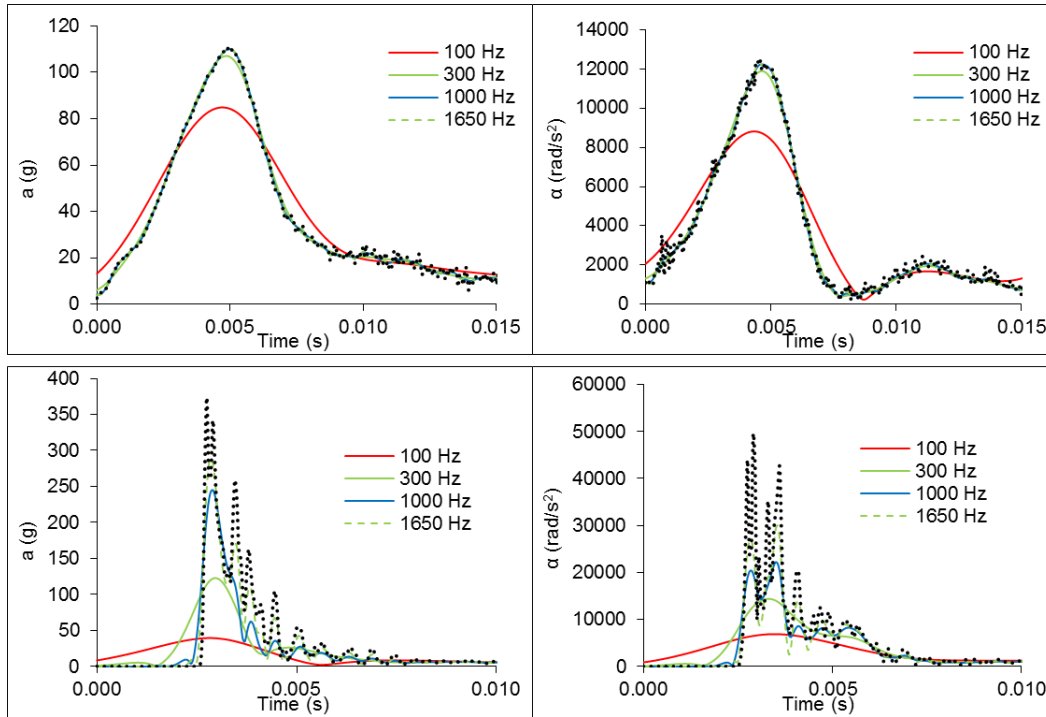 120
100
80
60
40
20
0
a (g)
0.000
0.005
0.010
0.015
Time (s)
100 Hz
300 Hz
1000 Hz
1650 Hz
14000
12000
10000
8000
6000
4000
2000
0
α (rad/s²)
0.000
0.005
0.010
0.015
Time (s)
100 Hz
300 Hz
1000 Hz
1650 Hz
400
350
300
250
200
150
100
50
0
a (g)
0.000
0.005
0.010
Time (s)
100 Hz
300 Hz
1000 Hz
1650 Hz
60000
50000
40000
30000
20000
10000
0
α (rad/s²)
0.000
0.005
0.010
Time (s)
100 Hz
300 Hz
1000 Hz
1650 Hz